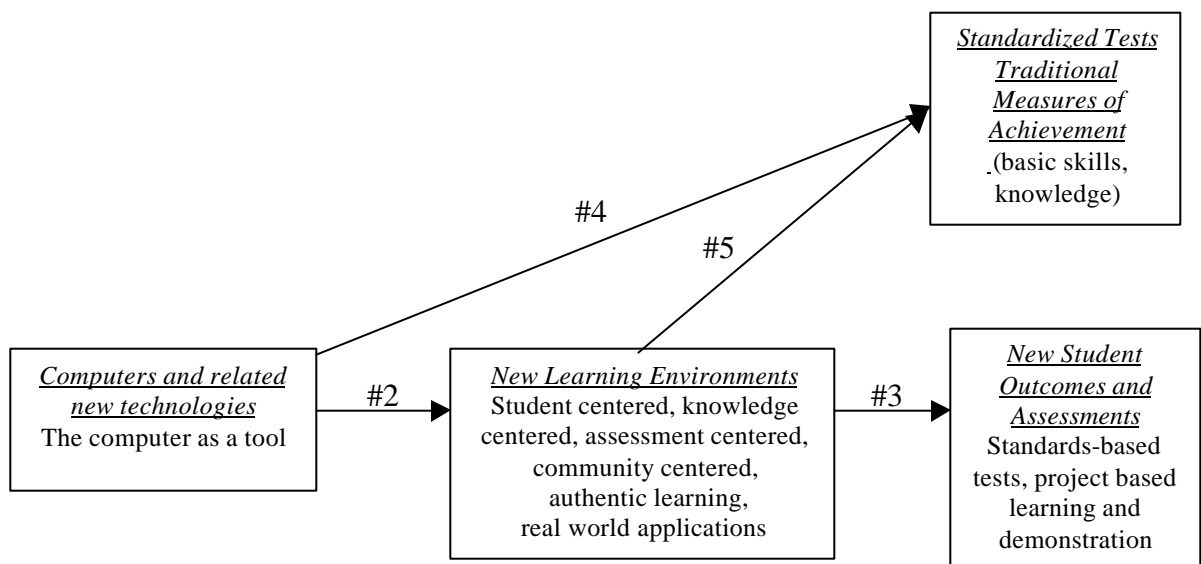 Standardized Tests
Traditional
Measures of
Achievement
(basic skills,
knowledge)
#4
#5
Computers and related
new technologies
The computer as a tool
#2
New Learning Environments
Student centered, knowledge
centered, assessment centered,
community centered,
authentic learning,
real world applications
#3
New Student
Outcomes and
Assessments
Standards-based
tests, project based
learning and
demonstration